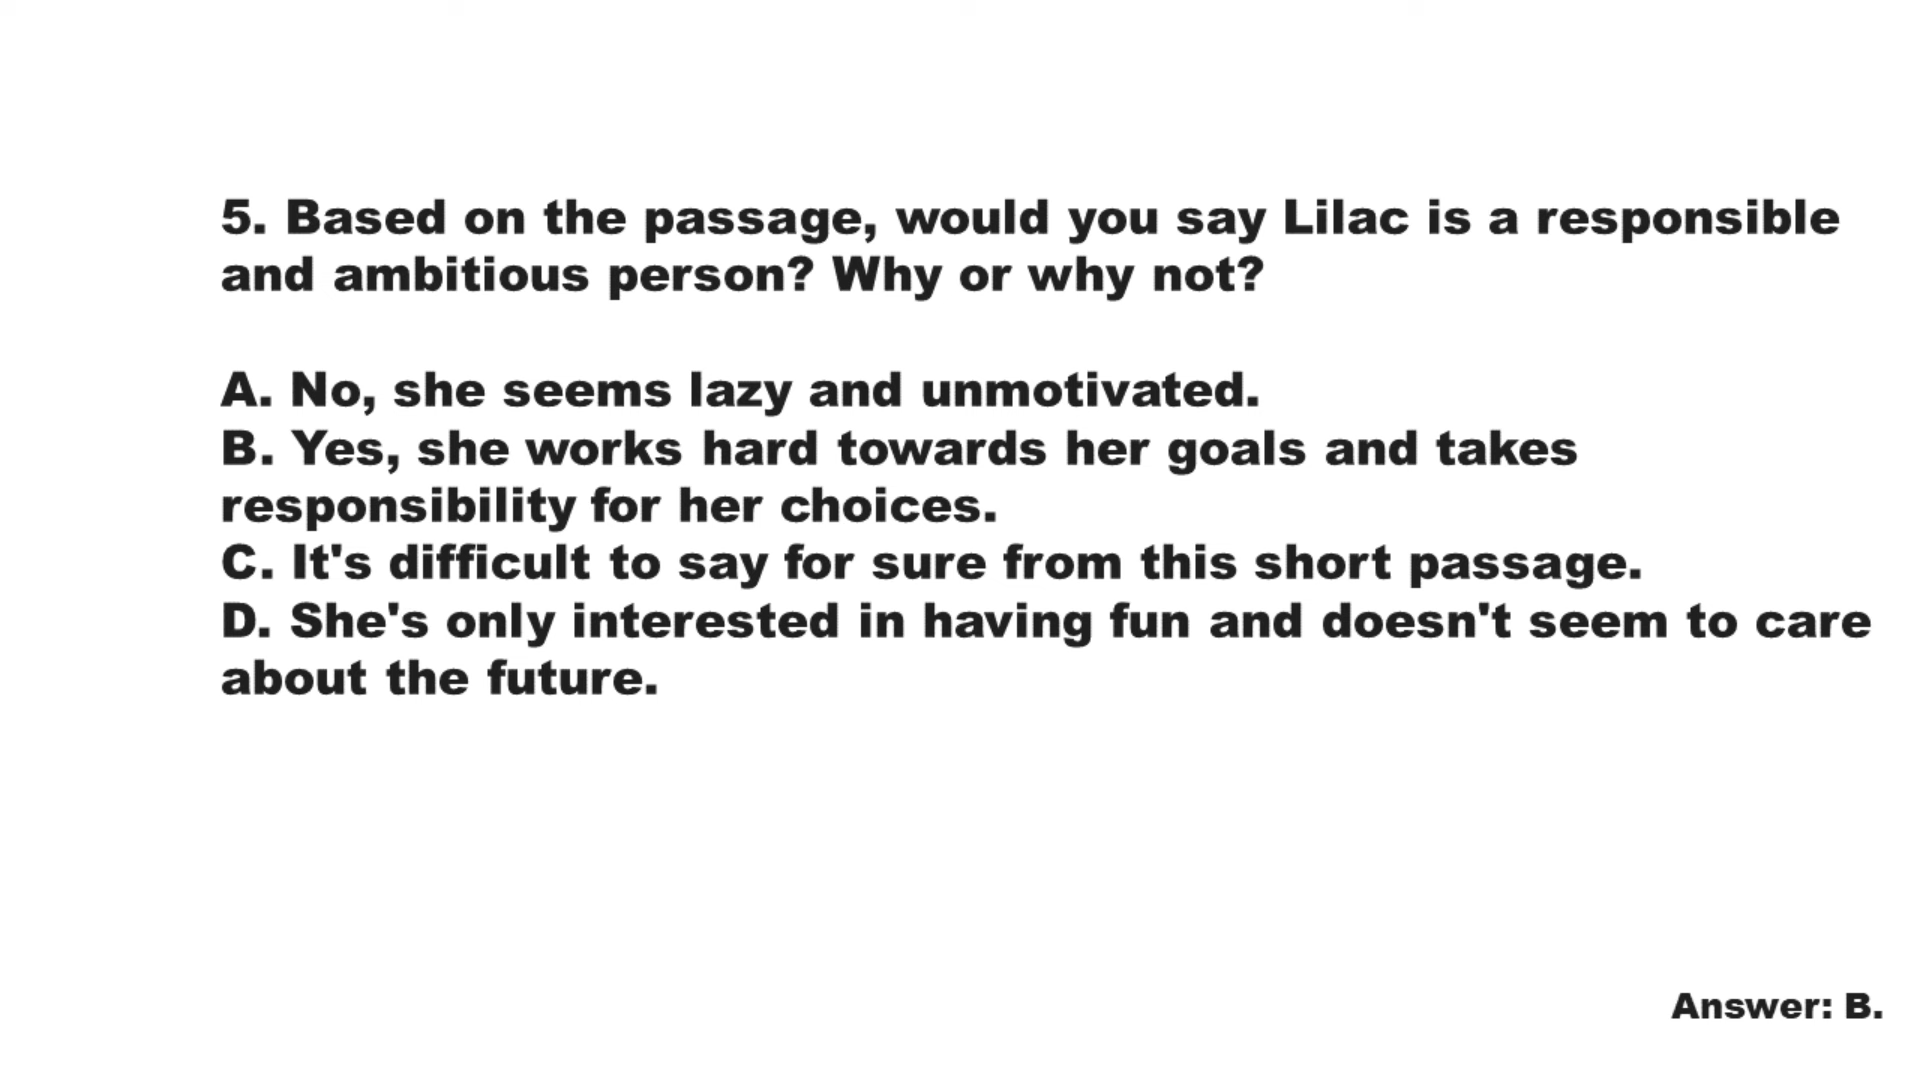 5. Based on the passage, would you say Lilac is a responsible
and ambitious person? Why or why not?
A. No, she seems lazy and unmotivated.
B. Yes, she works hard towards her goals and takes
responsibility for her choices.
C. It's difficult to say for sure from this short passage.
D. She's only interested in having fun and doesn't seem to care
about the future.
Answer: B.